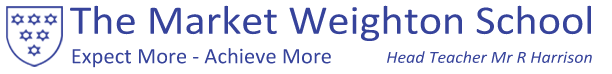 The Market Weighton School
Expect More - Achieve More
Head Teacher Mr R Harrison